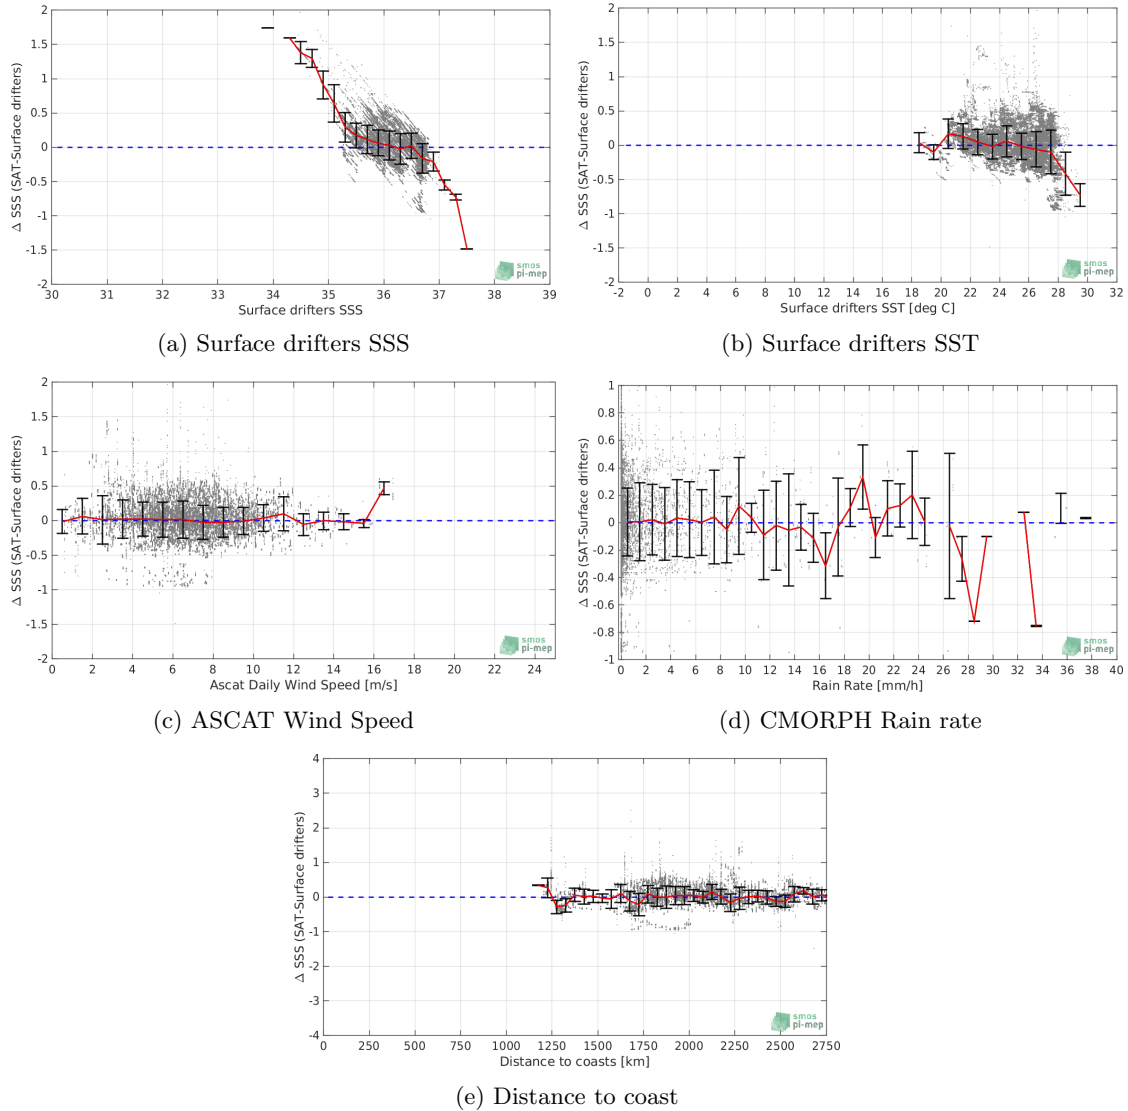 2
1.5
1
0.5
0
-0.5
-1
-1.5
-2
30 31 32 33 34 35 36 37 38 39
Δ SSS (SAT-Surface drifters)
Surface drifters SSS
smos
pi-mep
(a) Surface drifters SSS
2
1.5
1
0.5
0
-0.5
-1
-1.5
-2
-2 0 2 4 6 8 10 12 14 16 18 20 22 24 26 28 30 32
Δ SSS (SAT-Surface drifters)
Surface drifters SST [deg C]
smos
pi-mep
(b) Surface drifters SST
2
1.5
1
0.5
0
-0.5
-1
-1.5
-2
0 2 4 6 8 10 12 14 16 18 20 22 24
Δ SSS (SAT-Surface drifters)
Ascat Daily Wind Speed [m/s]
smos
pi-mep
(c) ASCAT Wind Speed
1
0.8
0.6
0.4
0.2
0
-0.2
-0.4
-0.6
-0.8
-1
0 2 4 6 8 10 12 14 16 18 20 22 24 26 28 30 32 34 36 38 40
Δ SSS (SAT-Surface drifters)
Rain Rate [mm/h]
smos
pi-mep
(d) CMORPH Rain rate
4
3
2
1
0
-1
-2
-3
-4
0 250 500 750 1000 1250 1500 1750 2000 2250 2500 2750
Δ SSS (SAT-Surface drifters)
Distance to coasts [km]
smos
pi-mep
(e) Distance to coast